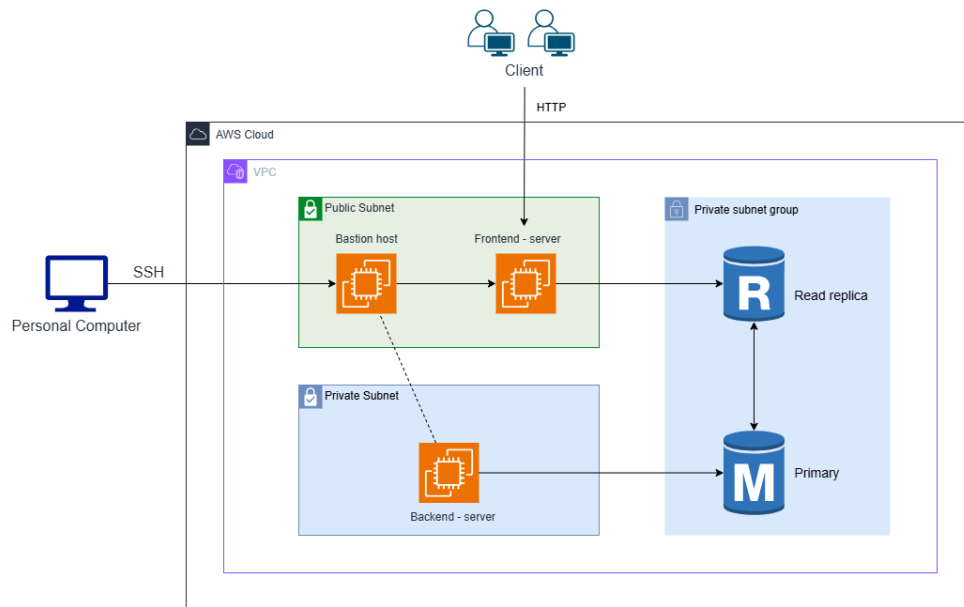 Client
HTTP
AWS Cloud
VPC
Public Subnet
Private subnet group
Bastion host
Frontend - server
SSH
R
Read replica
Personal Computer
Private Subnet
M
Primary
Backend - server